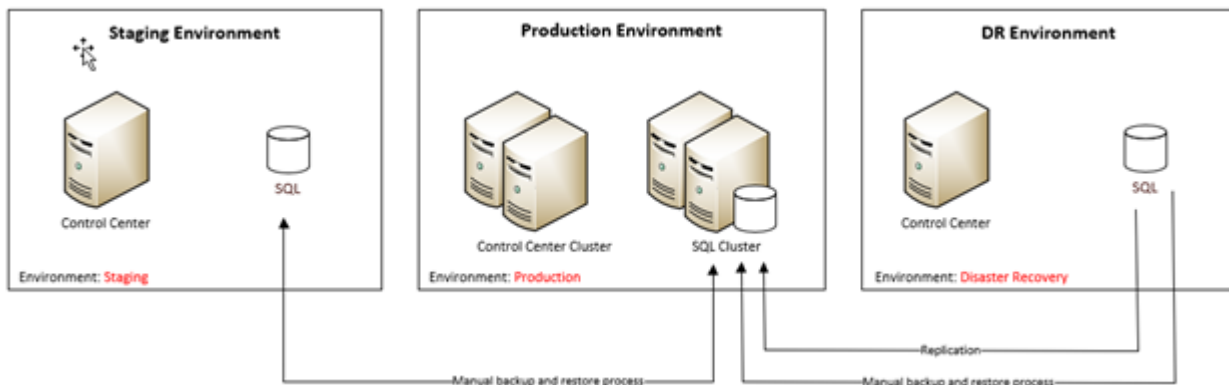 Staging Environment
Control Center
SQL
Environment: Staging
Production Environment
Control Center Cluster
SQL Cluster
Environment: Production
DR Environment
Control Center
SQL
Environment: Disaster Recovery
Replication
Manual backup and restore process
Manual backup and restore process